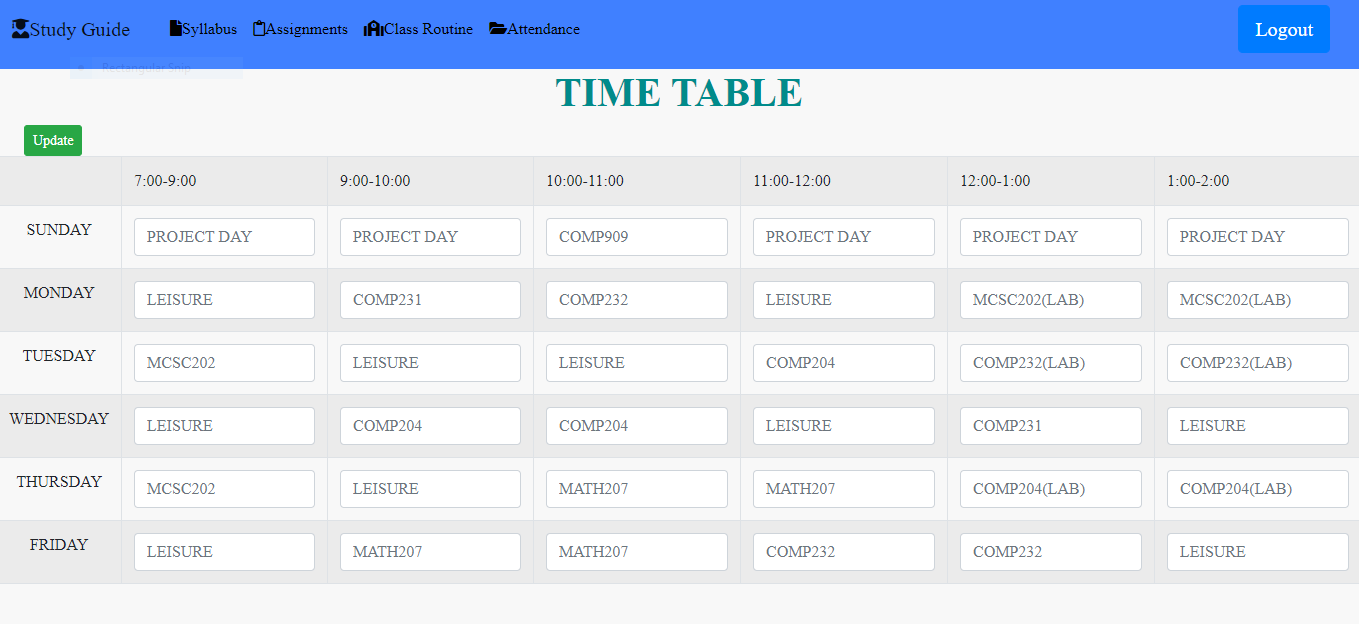 Study Guide Syllabus Assignments Class Routine Attendance Logout
Rectangular Snip
TIME TABLE
Update
7:00-9:00 9:00-10:00 10:00-11:00 11:00-12:00 12:00-1:00 1:00-2:00
SUNDAY PROJECT DAY PROJECT DAY COMP909 PROJECT DAY PROJECT DAY PROJECT DAY
MONDAY LEISURE COMP231 COMP232 LEISURE MCSC202(LAB) MCSC202(LAB)
TUESDAY MCSC202 LEISURE LEISURE COMP204 COMP232(LAB) COMP232(LAB)
WEDNESDAY LEISURE COMP204 COMP204 LEISURE COMP231 LEISURE
THURSDAY MCSC202 LEISURE MATH207 MATH207 COMP204(LAB) COMP204(LAB)
FRIDAY LEISURE MATH207 MATH207 COMP232 COMP232 LEISURE